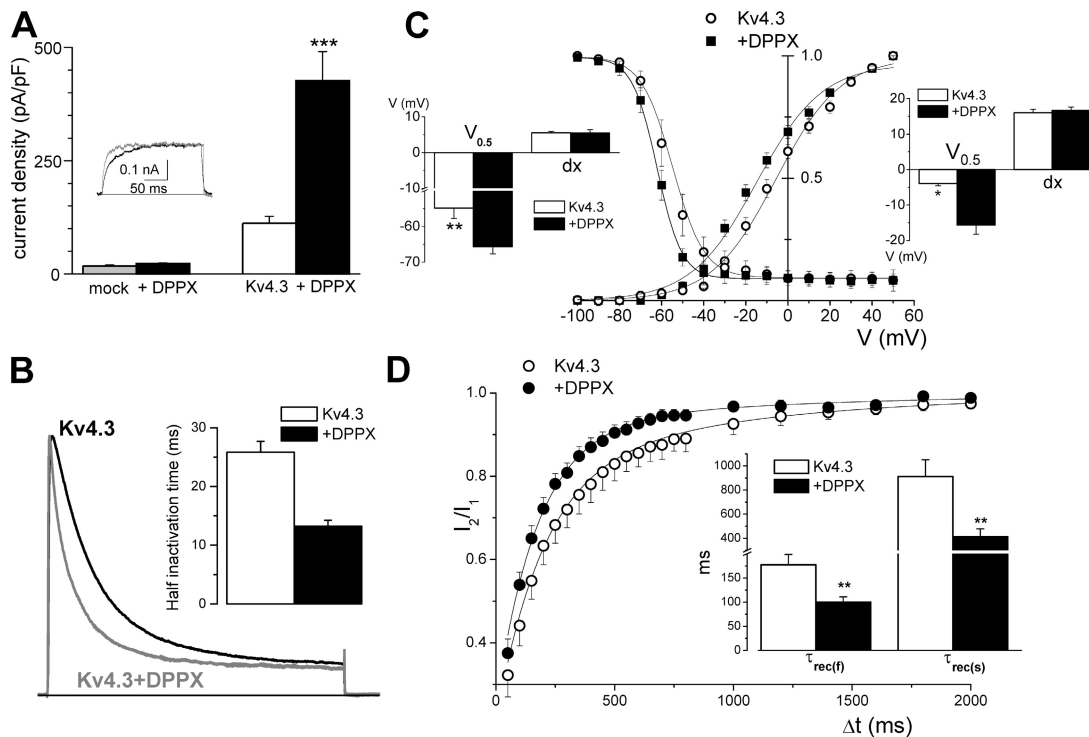 A
current density (pA/pF)
500
250
0
***
0.1 nA
50 ms
mock + DPPX
Kv4.3 + DPPX
B
Kv4.3
Kv4.3+DPPX
Half inactivation time (ms)
30
20
10
0
Kv4.3
+DPPX
C
Kv4.3
+DPPX
V (mV)
10
0
10
-60
-70
V0.5
dx
**
Kv4.3
+DPPX
1.0
0.5
-100 -80 -60 -40 -20 0 20 40 60
V (mV)
Kv4.3
+DPPX
20
10
0
-10
-20
V (mV)
V0.5
dx
*
D
Kv4.3
+DPPX
I2/I1
1.0
0.8
0.6
0.4
500 1000 1500 2000
Δt (ms)
ms
1000
800
600
400
150
125
100
75
50
25
0
Kv4.3
+DPPX
**
**
τrec(f)
τrec(s)